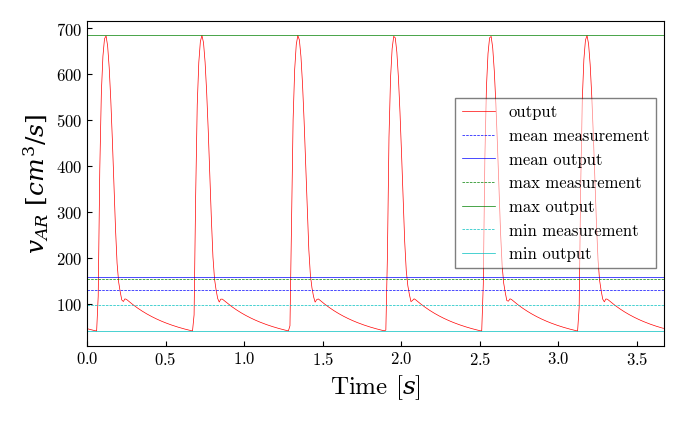 700
600
500
400
300
200
100
v_{AR} [cm^3/s]
output
mean measurement
mean output
max measurement
max output
min measurement
min output
0.0 0.5 1.0 1.5 2.0 2.5 3.0 3.5
Time [s]